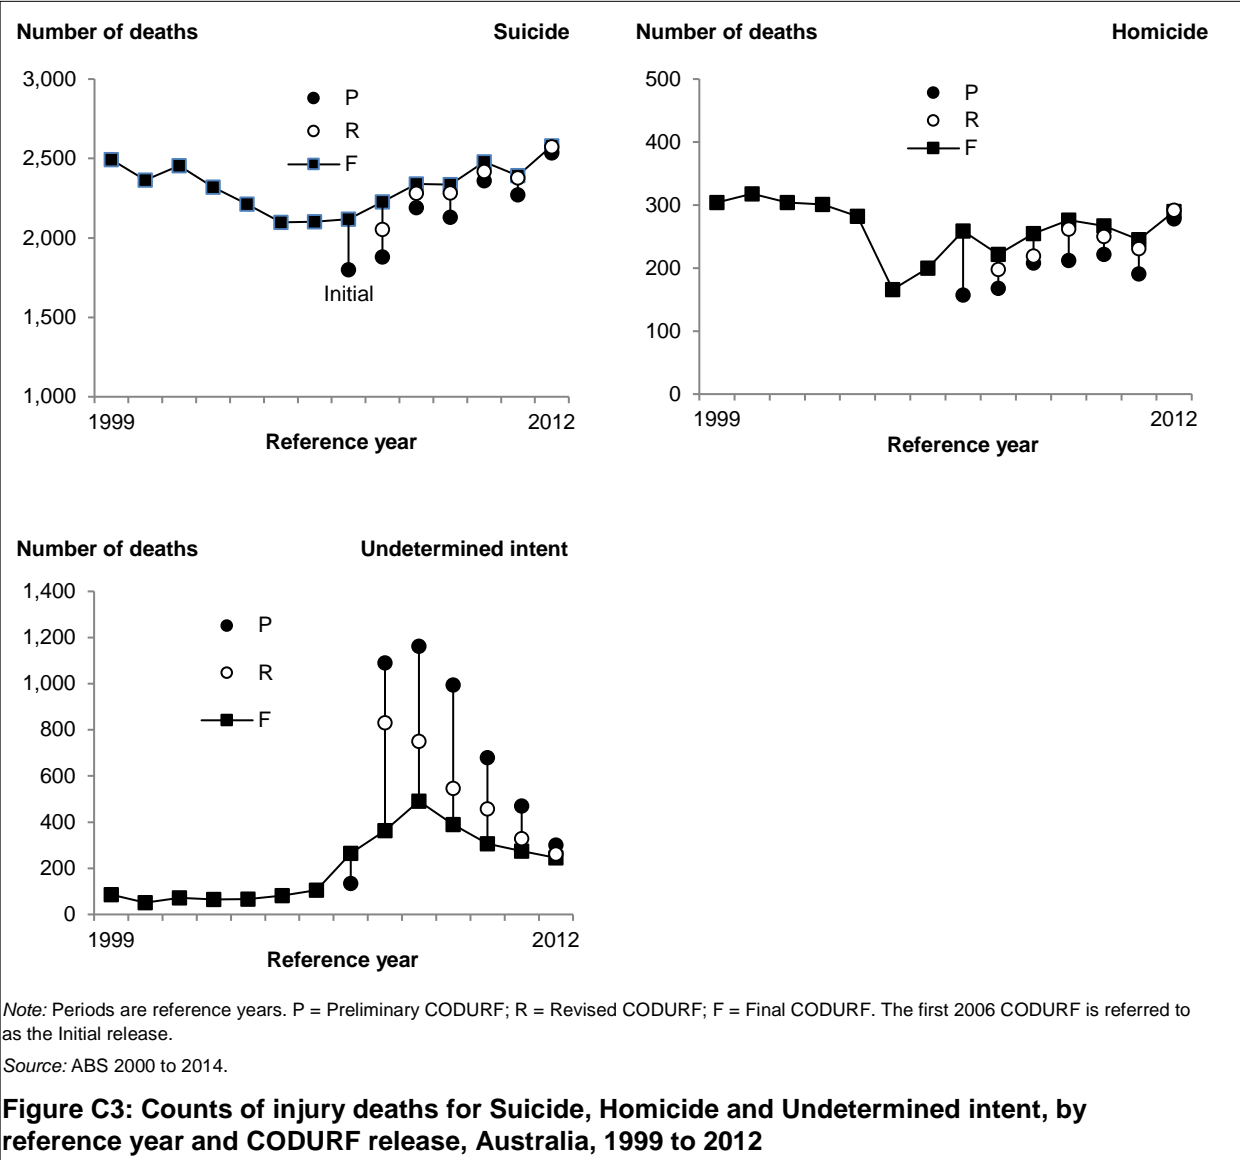 Number of deaths Suicide
3,000
2,500
2,000
1,500
1,000
P
R
F
Initial
1999 2012
Reference year
Number of deaths Homicide
500
400
300
200
100
0
P
R
F
1999 2012
Reference year
Number of deaths Undetermined intent
1,400
1,200
1,000
800
600
400
200
0
P
R
F
1999 2012
Reference year
Note: Periods are reference years. P = Preliminary CODURF; R = Revised CODURF; F = Final CODURF. The first 2006 CODURF is referred to
as the Initial release.
Source: ABS 2000 to 2014.
Figure C3: Counts of injury deaths for Suicide, Homicide and Undetermined intent, by
reference year and CODURF release, Australia, 1999 to 2012